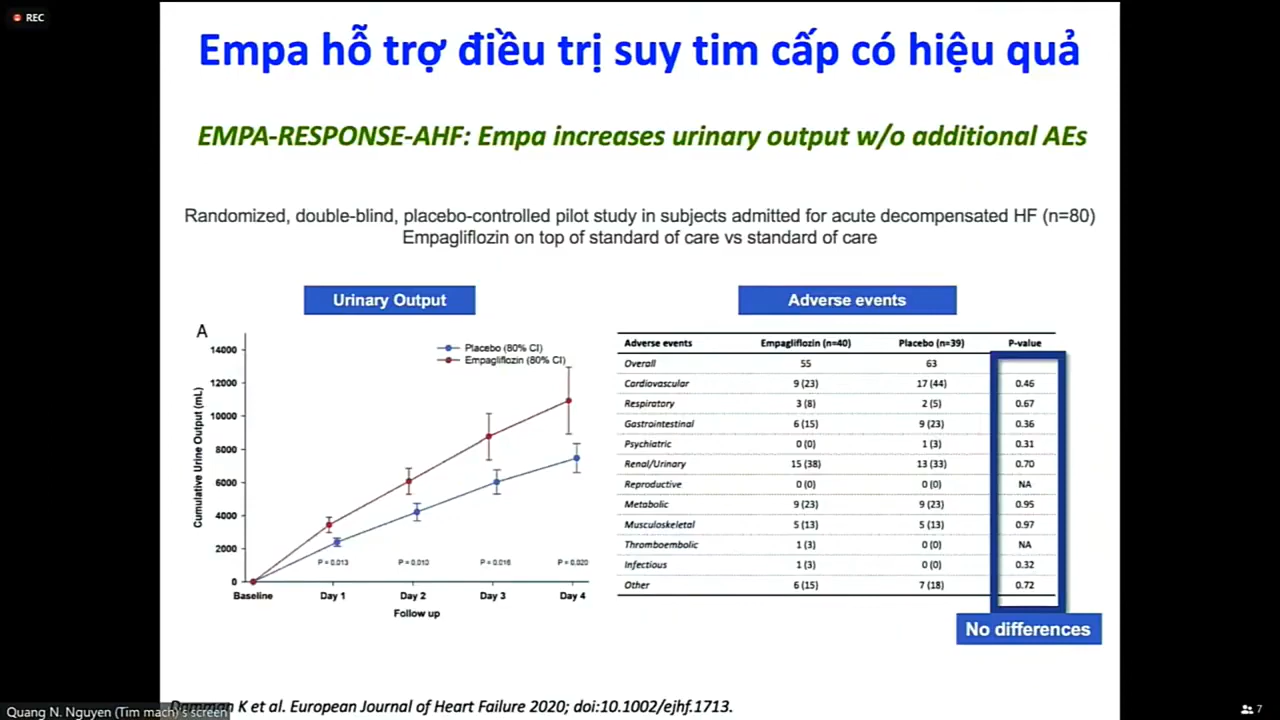 REC
Empa hỗ trợ điều trị suy tim cấp có hiệu quả
EMPA-RESPONSE-AHF: Empa increases urinary output w/o additional AEs
Randomized, double-blind, placebo-controlled pilot study in subjects admitted for acute decompensated HF (n=80)
Empagliflozin on top of standard of care vs standard of care
Urinary Output
A
Placebo (80% CI)
Empagliflozin (80% CI)
Cumulative Urine Output (mL)
14000
12000
10000
8000
6000
4000
2000
0
P = 0.013 P = 0.010 P = 0.016 P = 0.020
Baseline Day 1 Day 2 Day 3 Day 4
Follow up
Adverse events
Adverse events Empagliflozin (n=40) Placebo (n=39) P-value
Overall 55 63
Cardiovascular 9 (23) 17 (44) 0.46
Respiratory 3 (8) 2 (5) 0.67
Gastrointestinal 6 (15) 9 (23) 0.36
Psychiatric 0 (0) 1 (3) 0.31
Renal/Urinary 15 (38) 13 (33) 0.70
Reproductive 0 (0) 0 (0) NA
Metabolic 9 (23) 9 (23) 0.95
Musculoskeletal 5 (13) 5 (13) 0.97
Thromboembolic 1 (3) 0 (0) NA
Infectious 1 (3) 0 (0) 0.32
Other 6 (15) 7 (18) 0.72
No differences
K et al. European Journal of Heart Failure 2020; doi:10.1002/ejhf.1713.
Quang N. Nguyen (Tim mach)'s screen
7